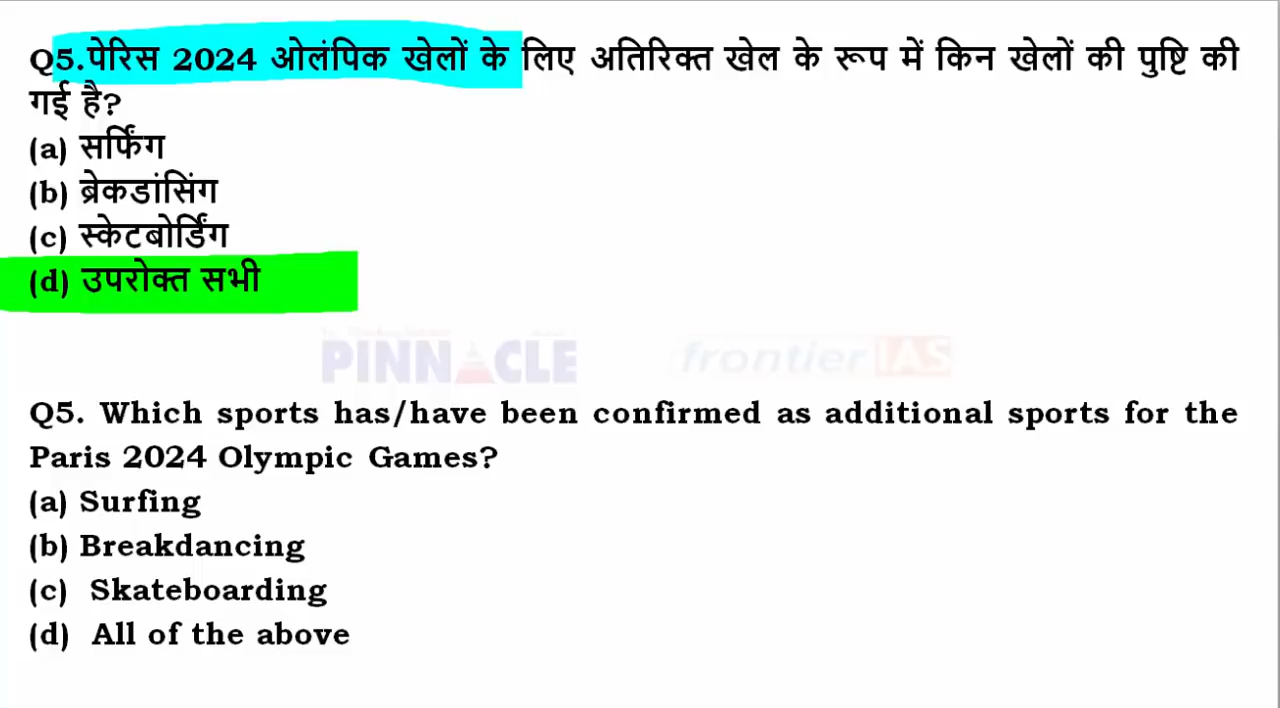 Q5.पेरिस 2024 ओलंपिक खेलों के लिए अतिरिक्त खेल के रूप में किन खेलों की पुष्टि की
गई है?
(a) सर्फिंग
(b) ब्रेकडांसिंग
(c) स्केटबोर्डिंग
(d) उपरोक्त सभी
PINNACLE frontier IAS
Q5. Which sports has/have been confirmed as additional sports for the
Paris 2024 Olympic Games?
(a) Surfing
(b) Breakdancing
(c) Skateboarding
(d) All of the above